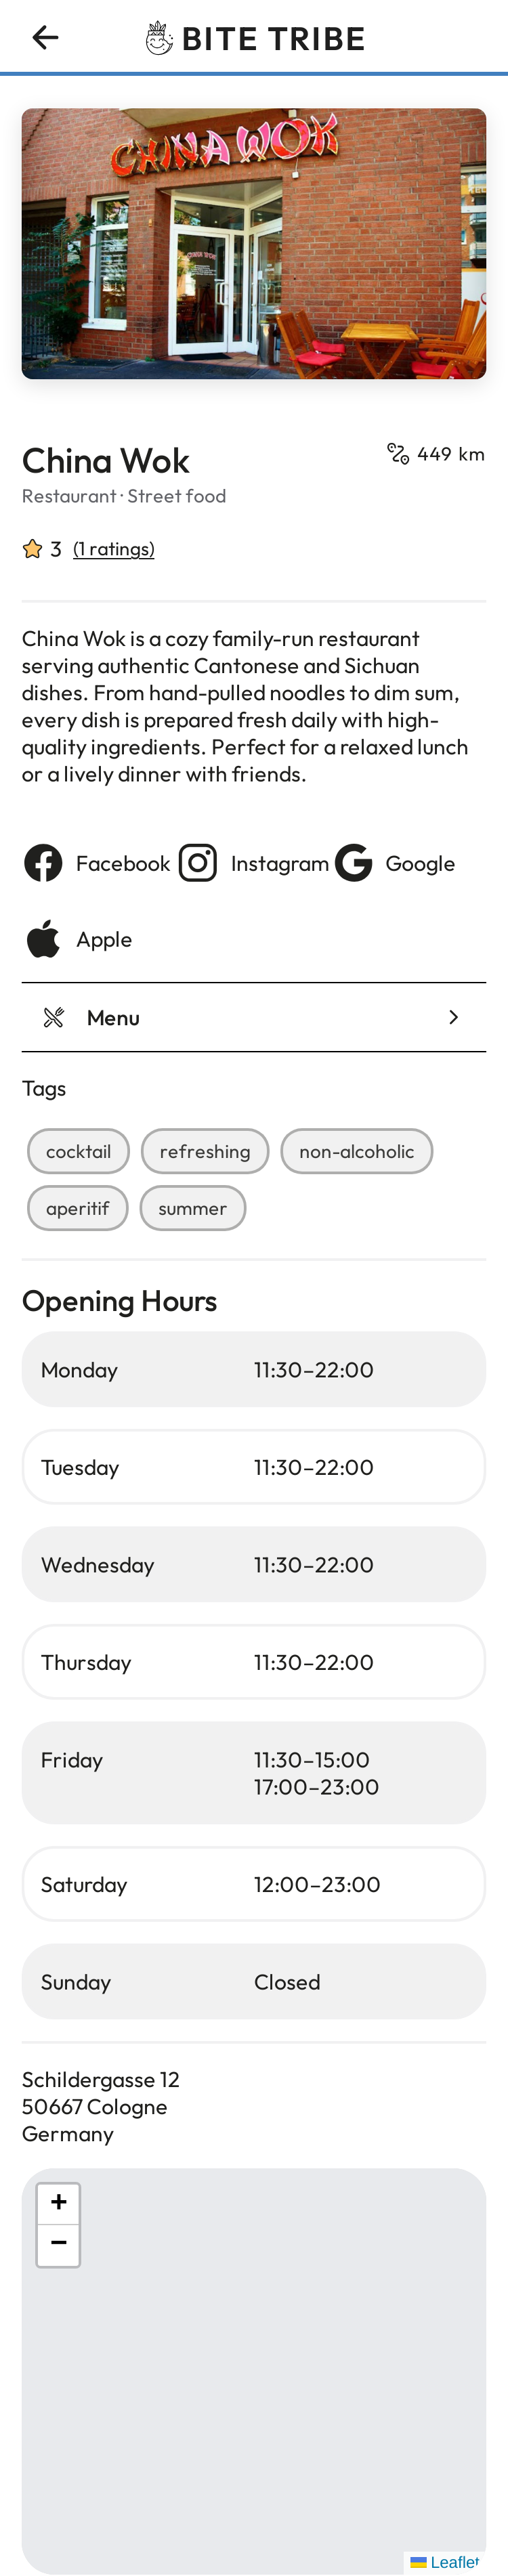 BITE TRIBE
CHINA WOK
China Wok
449 km
Restaurant · Street food
3 (1 ratings)
China Wok is a cozy family-run restaurant
serving authentic Cantonese and Sichuan
dishes. From hand-pulled noodles to dim sum,
every dish is prepared fresh daily with high-
quality ingredients. Perfect for a relaxed lunch
or a lively dinner with friends.
Facebook Instagram Google
Apple
Menu
Tags
cocktail refreshing non-alcoholic
aperitif summer
Opening Hours
Monday 11:30–22:00
Tuesday 11:30–22:00
Wednesday 11:30–22:00
Thursday 11:30–22:00
Friday 11:30–15:00
17:00–23:00
Saturday 12:00–23:00
Sunday Closed
Schildergasse 12
50667 Cologne
Germany
+
−
Leaflet